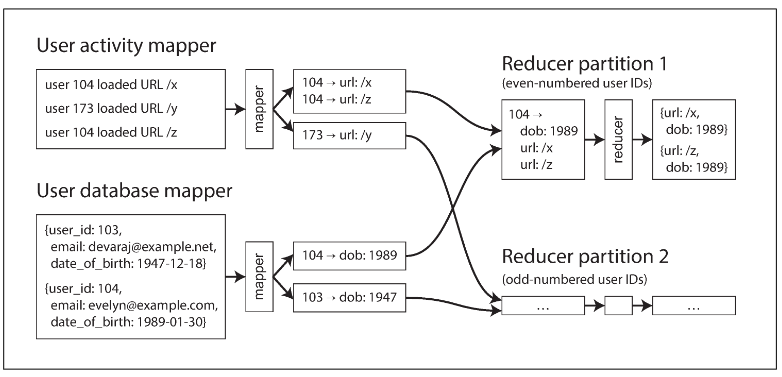 User activity mapper
user 104 loaded URL /x
user 173 loaded URL /y
user 104 loaded URL /z
mapper
104 → url: /x
104 → url: /z
173 → url: /y
User database mapper
{user_id: 103,
email: devaraj@example.net,
date_of_birth: 1947-12-18}
{user_id: 104,
email: evelyn@example.com,
date_of_birth: 1989-01-30}
mapper
104 → dob: 1989
103 → dob: 1947
Reducer partition 1
(even-numbered user IDs)
104 →
dob: 1989
url: /x
url: /z
reducer
{url: /x,
dob: 1989}
{url: /z,
dob: 1989}
Reducer partition 2
(odd-numbered user IDs)
...
...